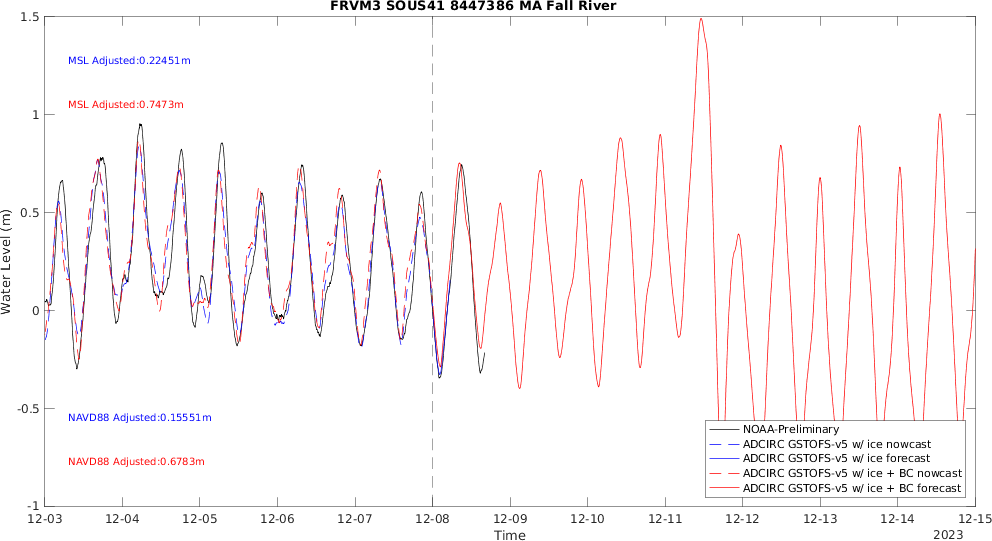 FRVM3 SOUS41 8447386 MA Fall River
MSL Adjusted:0.22451m
MSL Adjusted:0.7473m
NAVD88 Adjusted:0.15551m
NAVD88 Adjusted:0.6783m
Water Level (m)
1.5
1
0.5
0
-0.5
-1
NOAA-Preliminary
ADCIRC GSTOFS-v5 w/ ice nowcast
ADCIRC GSTOFS-v5 w/ ice forecast
ADCIRC GSTOFS-v5 w/ ice + BC nowcast
ADCIRC GSTOFS-v5 w/ ice + BC forecast
12-03 12-04 12-05 12-06 12-07 12-08 12-09 12-10 12-11 12-12 12-13 12-14 12-15
Time
2023